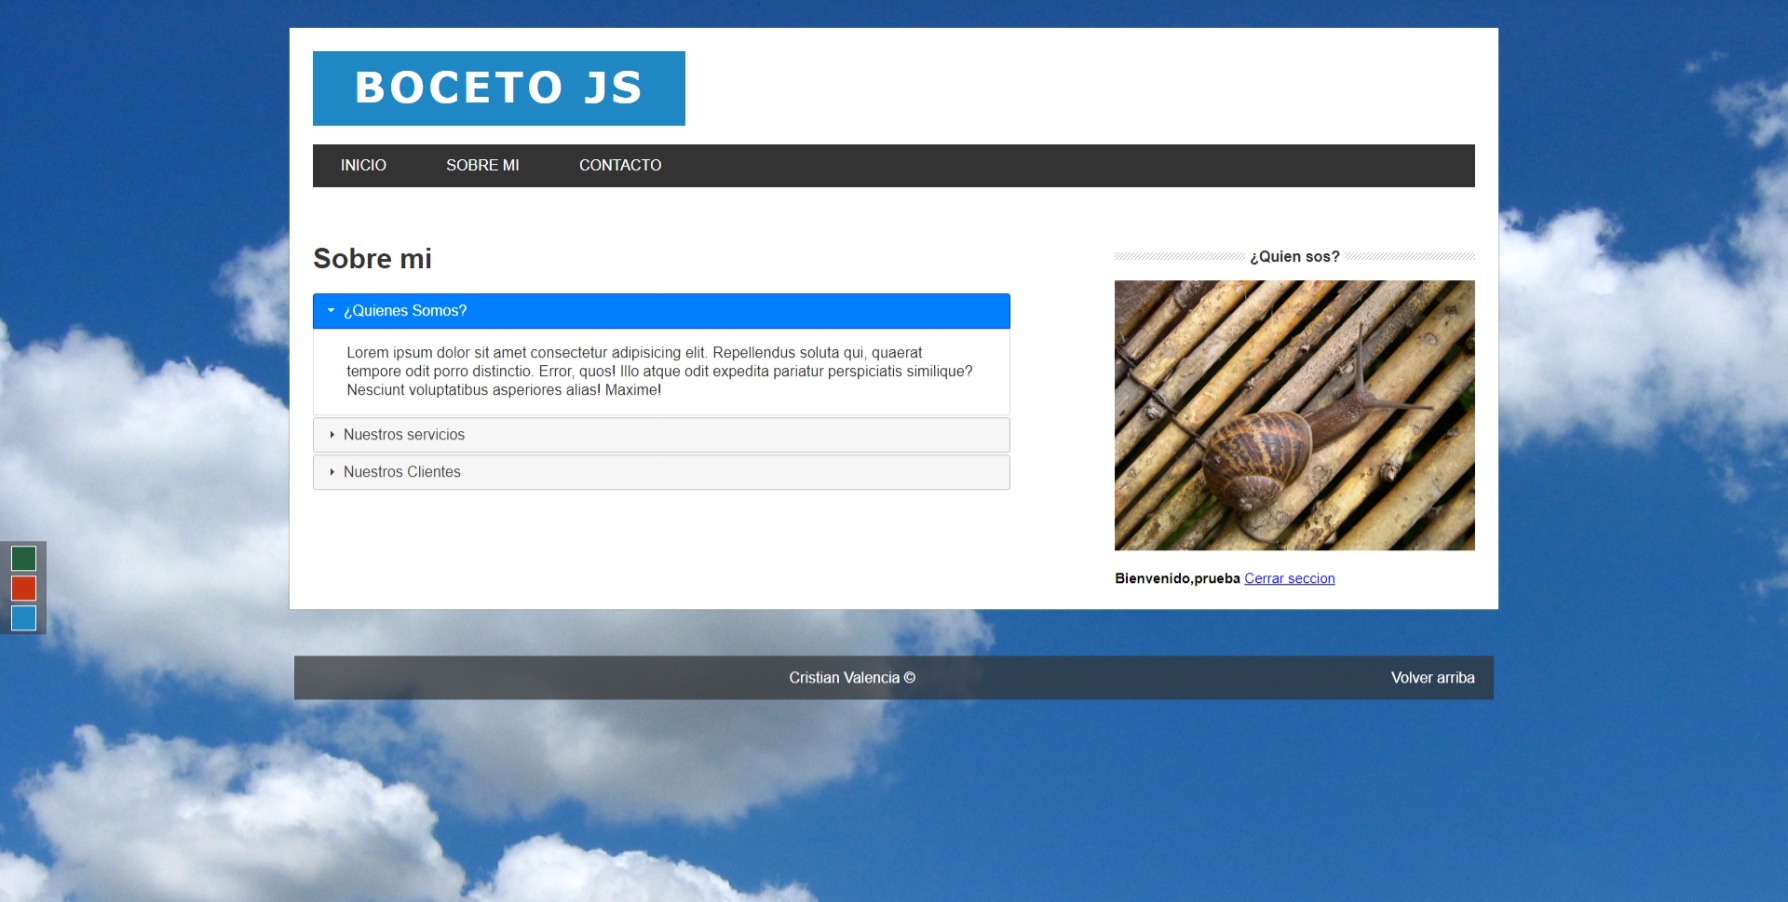 BOCETO JS
INICIO
SOBRE MI
CONTACTO
Sobre mi
¿Quienes Somos?
Lorem ipsum dolor sit amet consectetur adipisicing elit. Repellendus soluta qui, quaerat
tempore odit porro distinctio. Error, quos! Illo atque odit expedita pariatur perspiciatis similique?
Nesciunt voluptatibus asperiores alias! Maxime!
Nuestros servicios
Nuestros Clientes
¿Quien sos?
Bienvenido,prueba Cerrar seccion
Cristian Valencia ©
Volver arriba